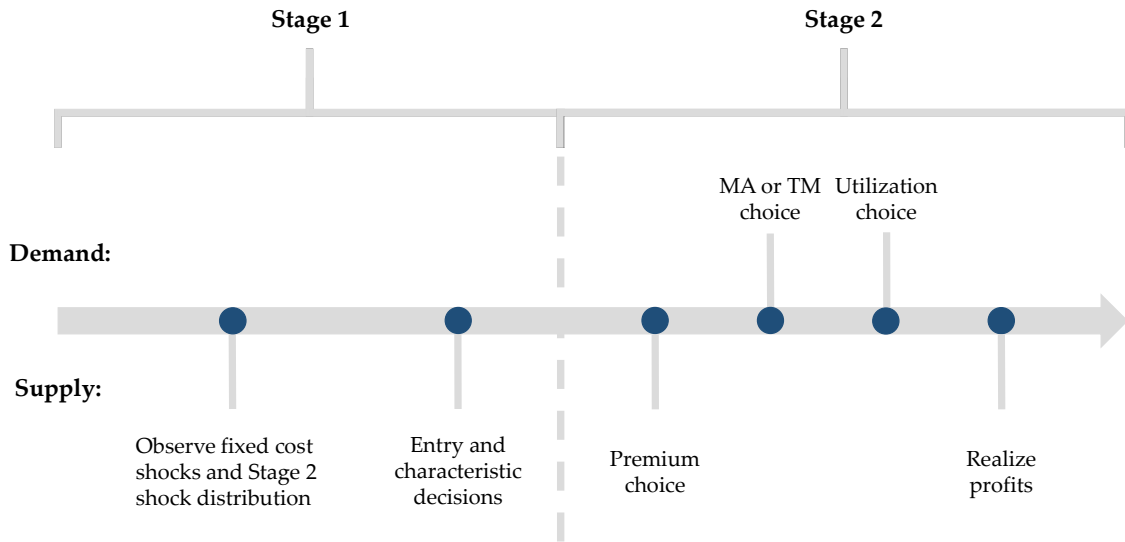 Stage 1
Stage 2
MA or TM
choice
Utilization
choice
Demand:
Supply:
Observe fixed cost
shocks and Stage 2
shock distribution
Entry and
characteristic
decisions
Premium
choice
Realize
profits